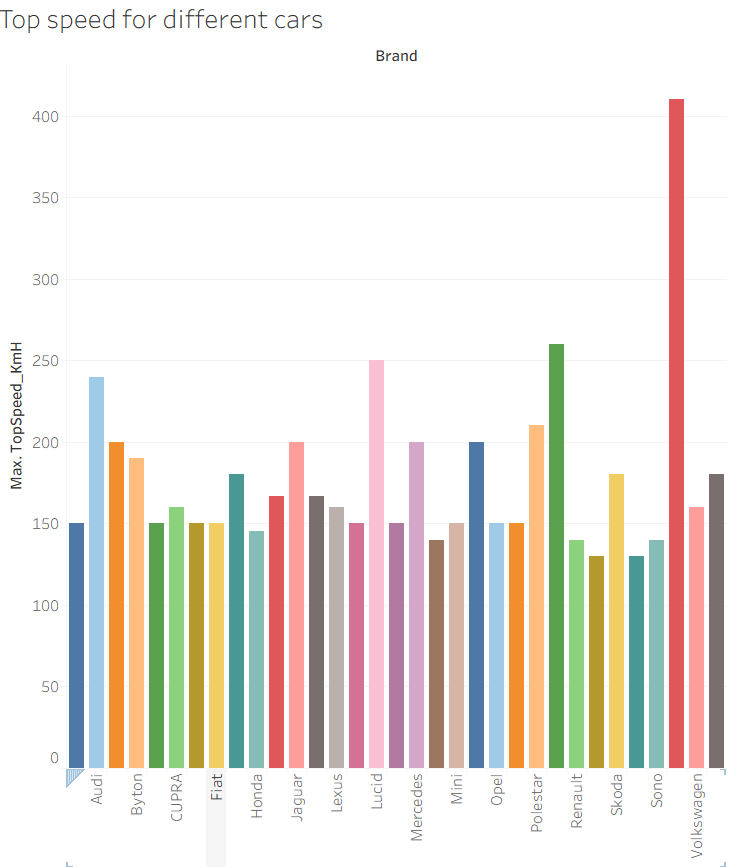 Top speed for different cars
Brand
Max. TopSpeed_KmH
400
350
300
250
200
150
100
50
0
Audi
Byton
CUPRA
Fiat
Honda
Jaguar
Lexus
Lucid
Mercedes
Mini
Opel
Polestar
Renault
Skoda
Sono
Volkswagen